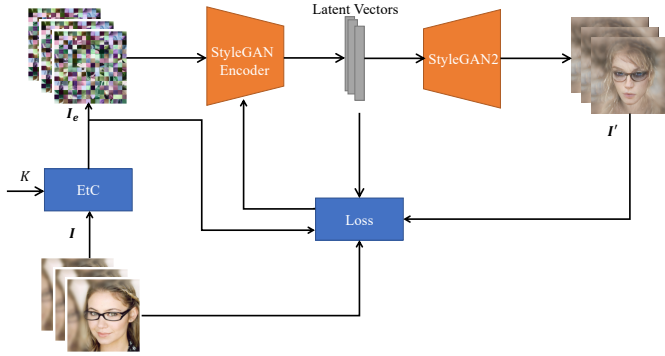 Latent Vectors
StyleGAN
Encoder
StyleGAN2
I_e
I'
K
EtC
Loss
I